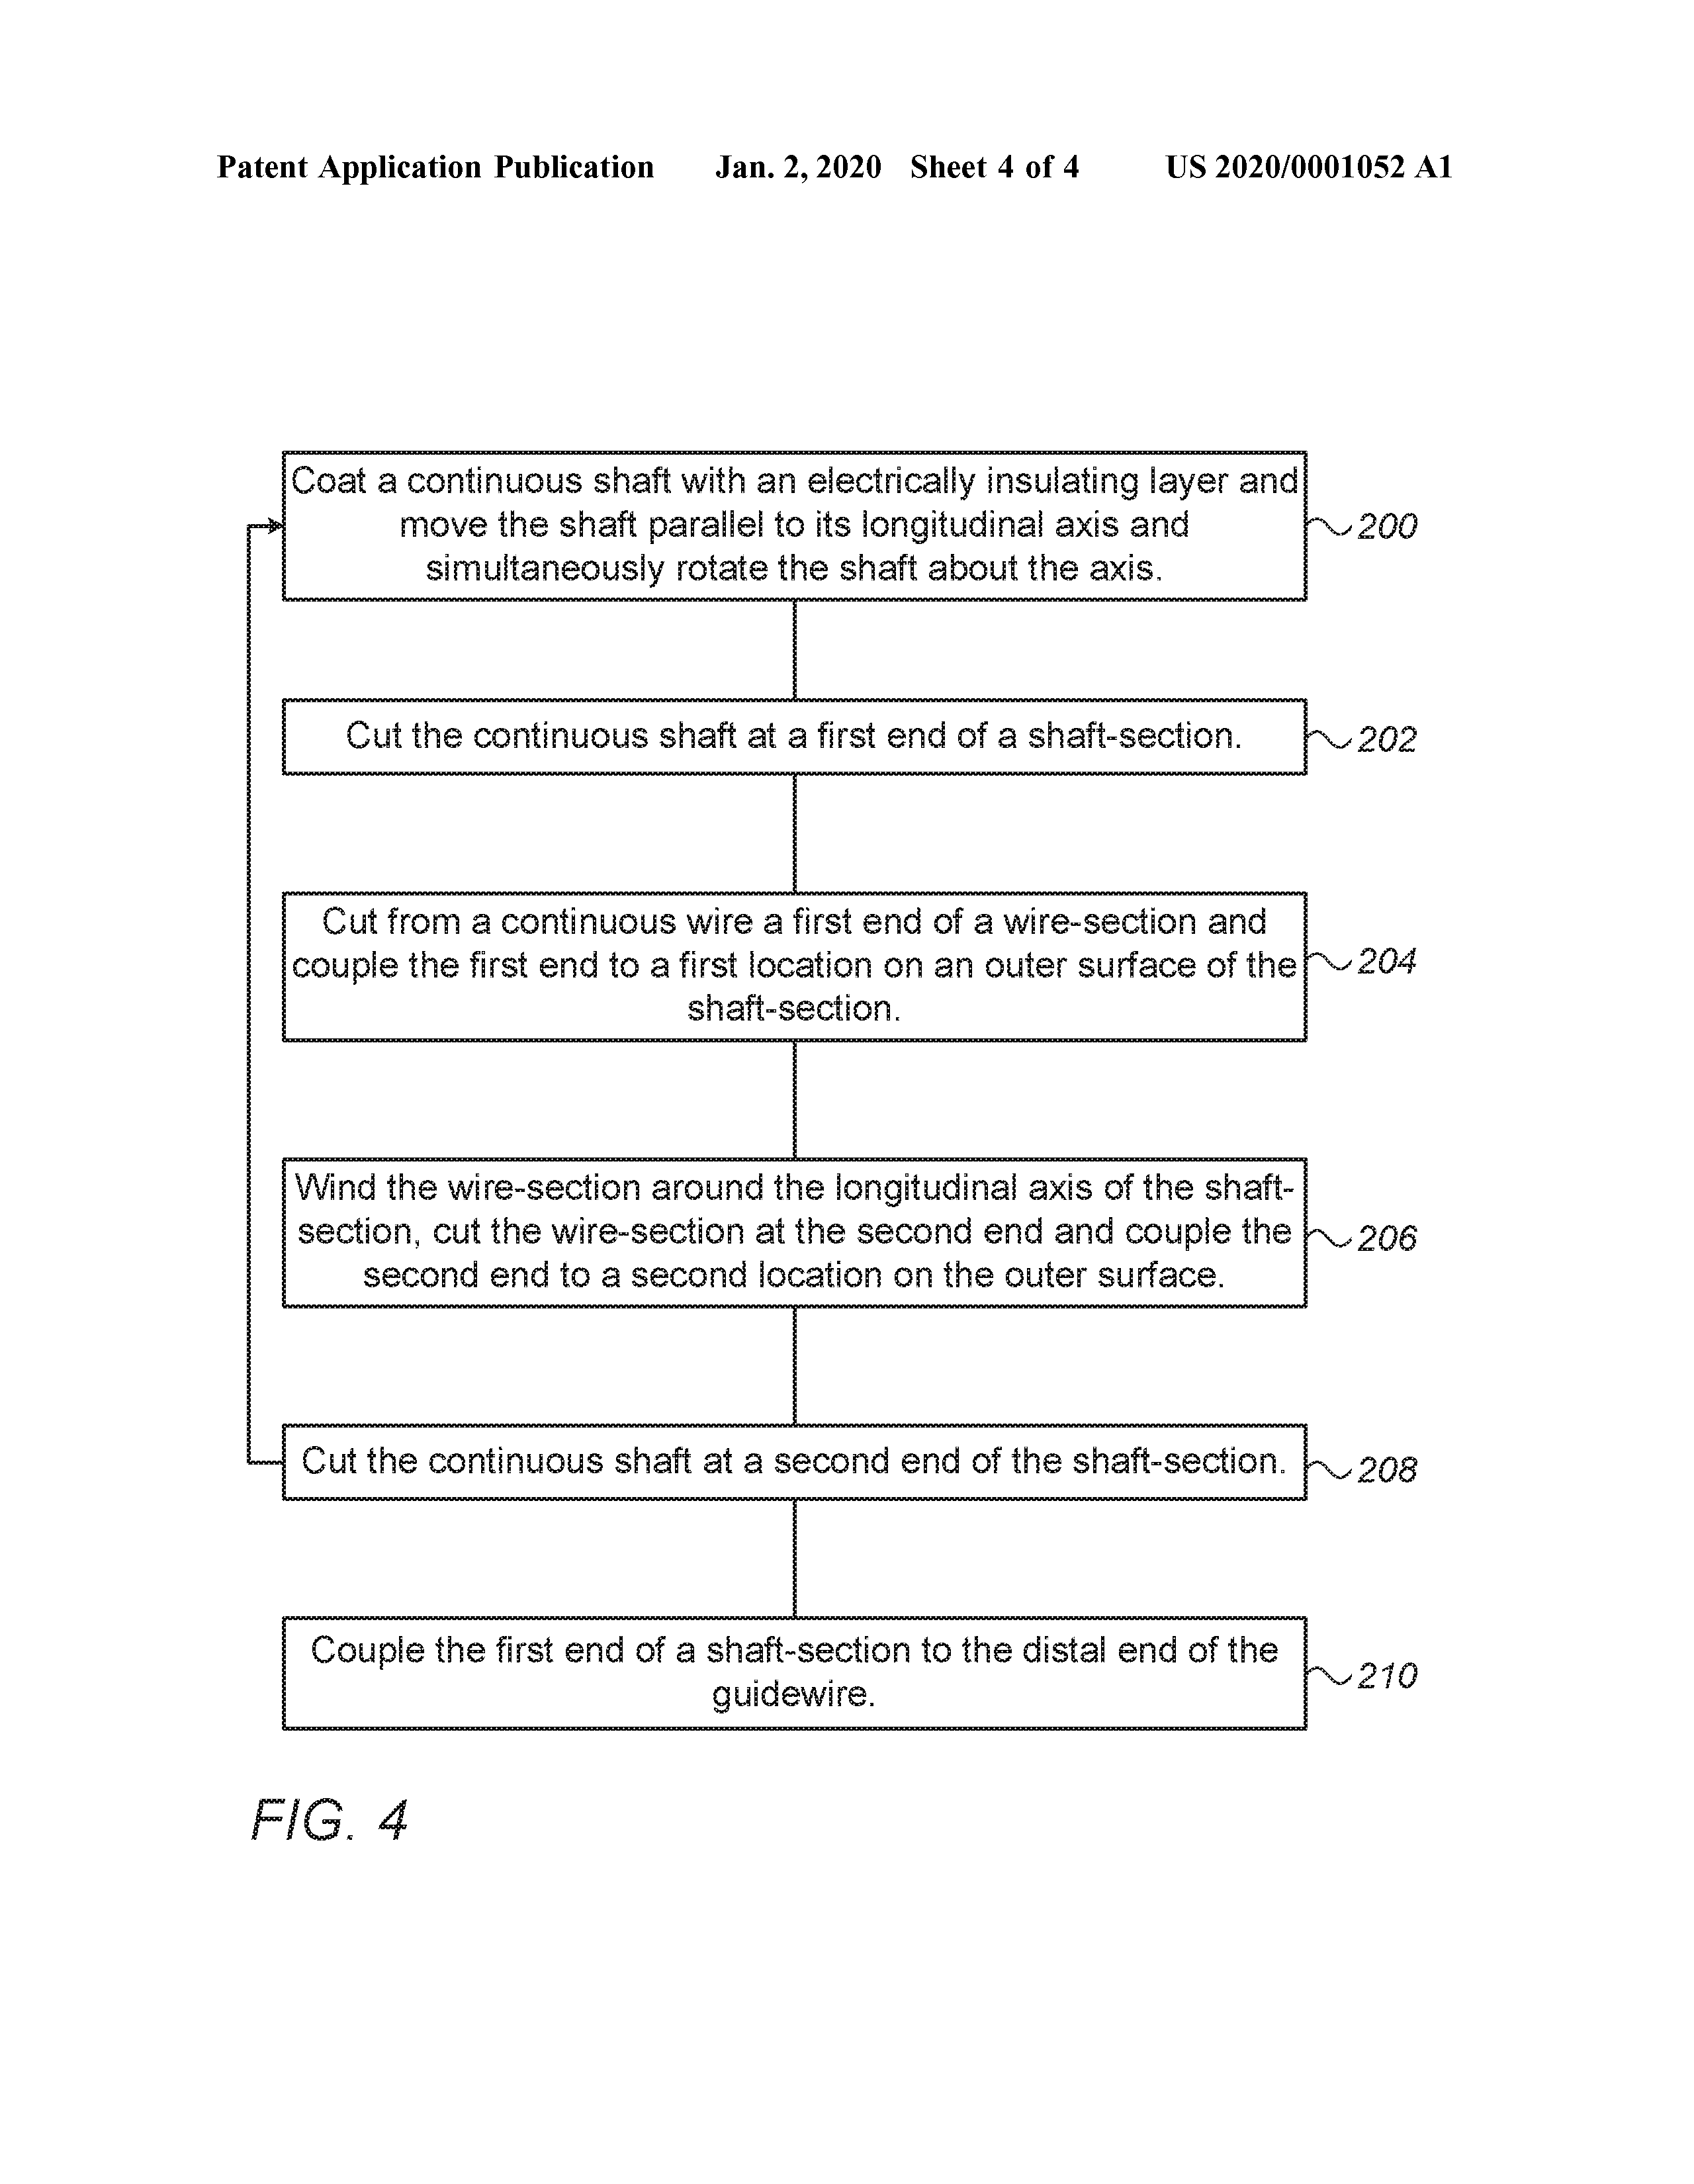 Patent Application Publication Jan. 2, 2020 Sheet 4 of 4 US 2020/0001052 A1
Coat a continuous shaft with an electrically insulating layer and
move the shaft parallel to its longitudinal axis and
simultaneously rotate the shaft about the axis.
200
Cut the continuous shaft at a first end of a shaft-section.
202
Cut from a continuous wire a first end of a wire-section and
couple the first end to a first location on an outer surface of the
shaft-section.
204
Wind the wire-section around the longitudinal axis of the shaft-
section, cut the wire-section at the second end and couple the
second end to a second location on the outer surface.
206
Cut the continuous shaft at a second end of the shaft-section.
208
Couple the first end of a shaft-section to the distal end of the
guidewire.
210
FIG. 4